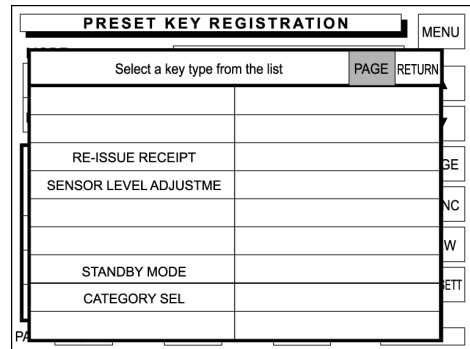 PRESET KEY REGISTRATION
MENU
Select a key type from the list
PAGE
RETURN
RE-ISSUE RECEIPT
SENSOR LEVEL ADJUSTME
STANDBY MODE
CATEGORY SEL